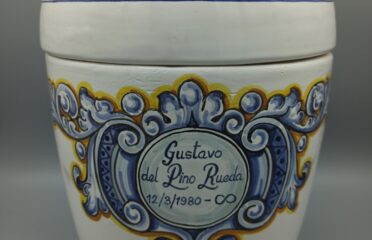 Gustavo
del Pino Rueda
12/3/1980 - ∞